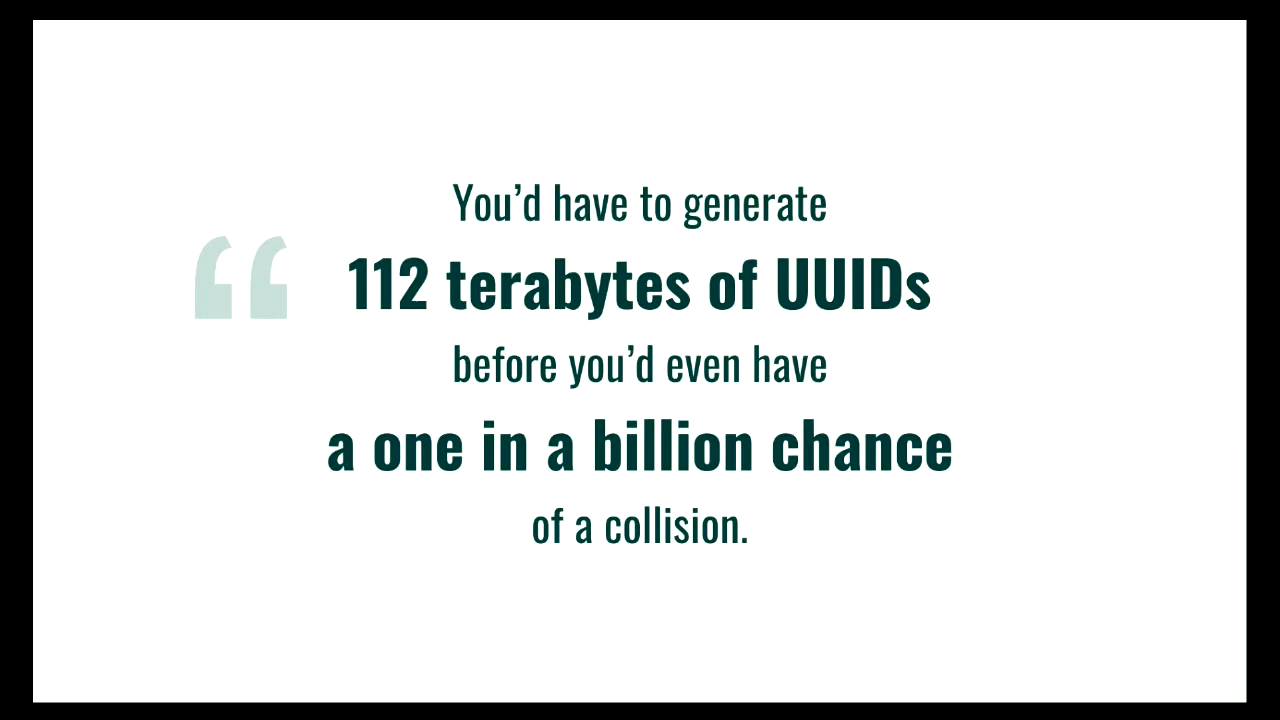 You’d have to generate
“ 112 terabytes of UUIDs
before you’d even have
a one in a billion chance
of a collision.